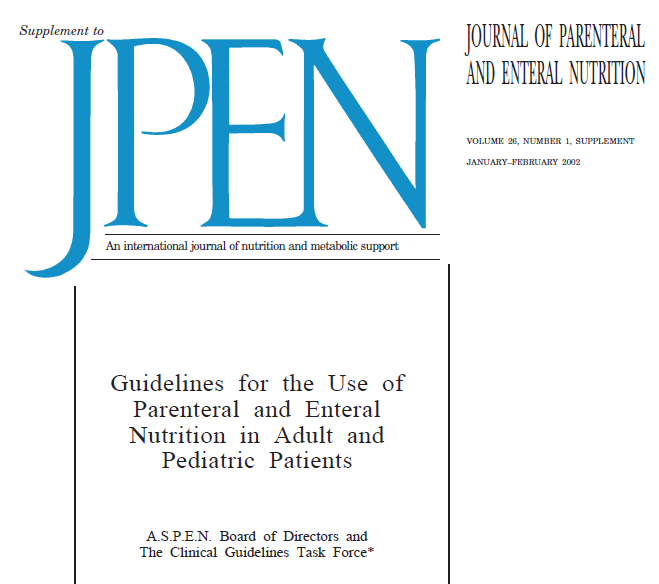 Supplement to
JPEN
JOURNAL OF PARENTERAL
AND ENTERAL NUTRITION
VOLUME 26, NUMBER 1, SUPPLEMENT
JANUARY–FEBRUARY 2002
An international journal of nutrition and metabolic support
Guidelines for the Use of
Parenteral and Enteral
Nutrition in Adult and
Pediatric Patients
A.S.P.E.N. Board of Directors and
The Clinical Guidelines Task Force*